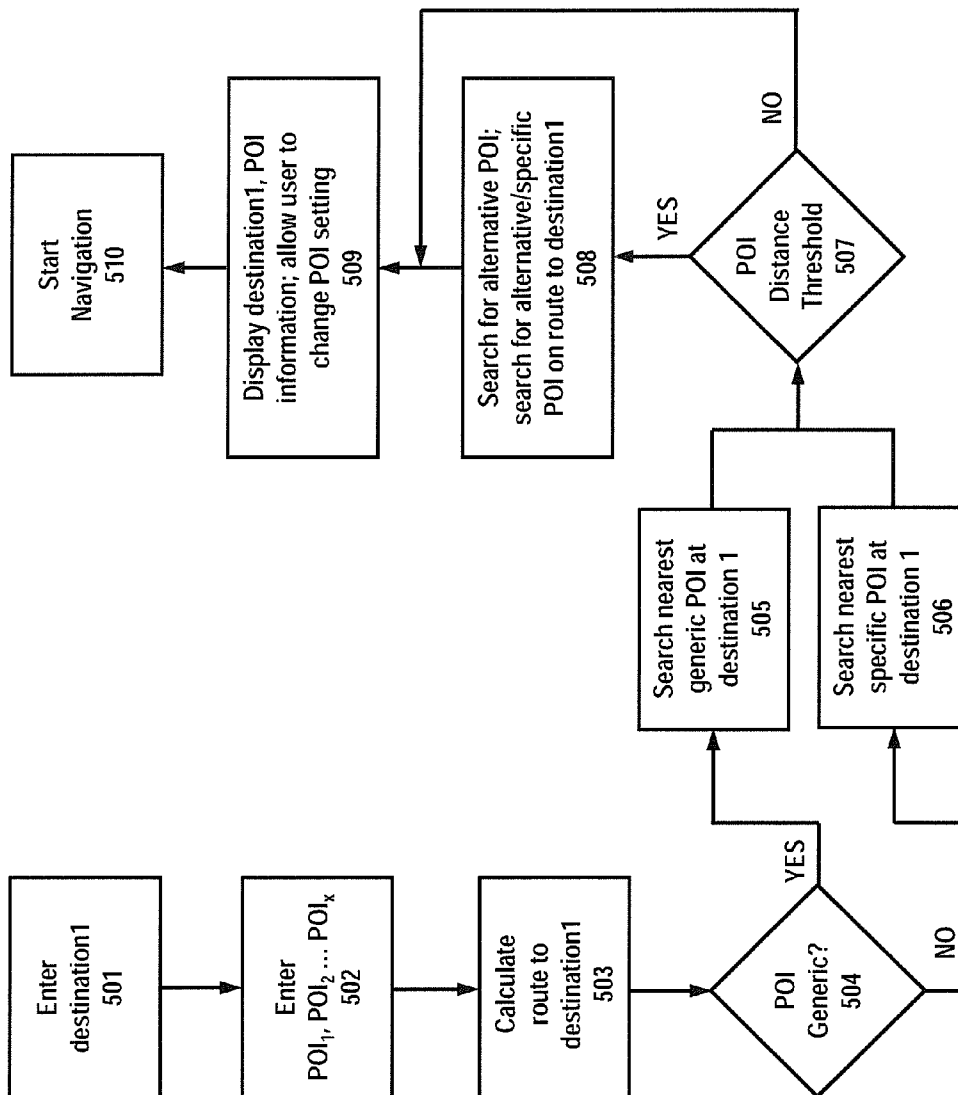 Enter
destination1
501
Enter
POI₁, POI₂ ... POIₓ
502
Calculate
route to
destination1
503
POI
Generic?
504
YES
NO
Search nearest
generic POI at
destination 1
505
Search nearest
specific POI at
destination 1
506
POI
Distance
Threshold
507
YES
NO
Search for alternative POI;
search for alternative/specific
POI on route to destination1
508
Display destination1, POI
information; allow user to
change POI setting
509
Start
Navigation
510